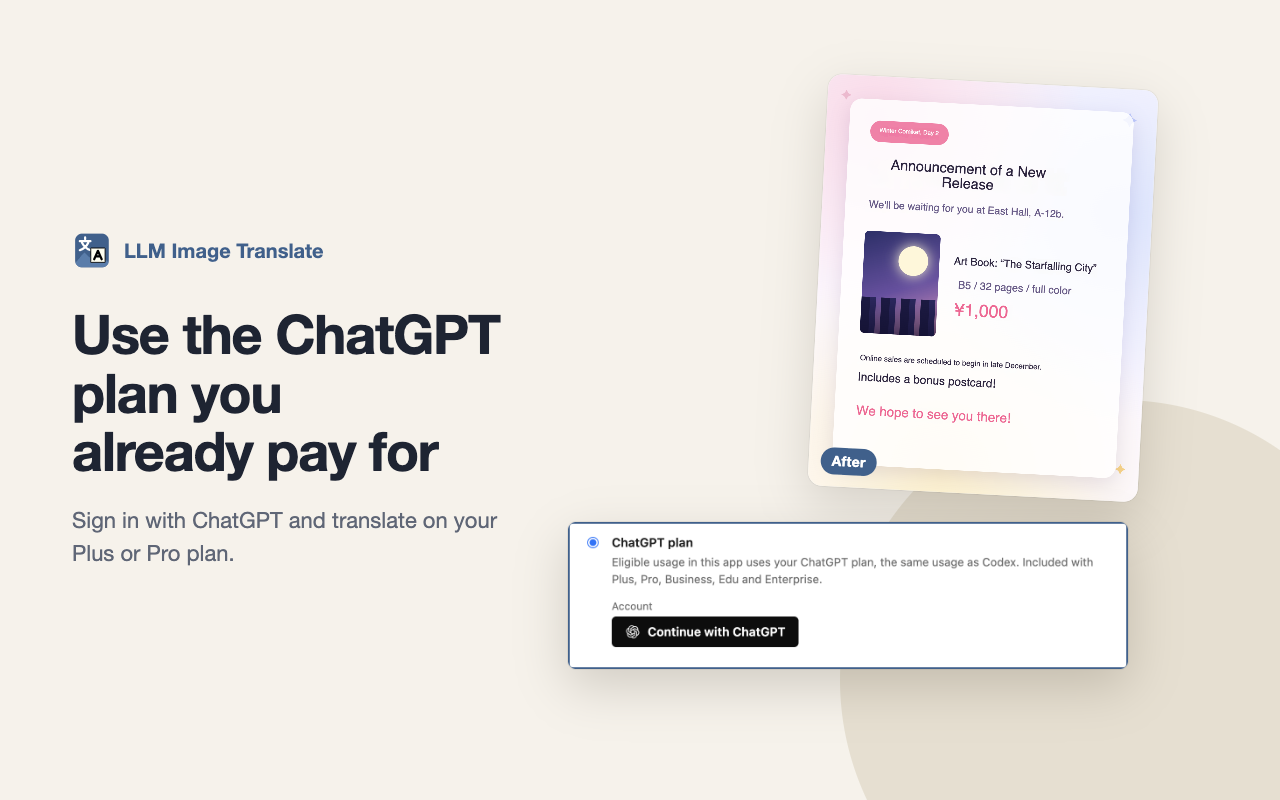 LLM Image Translate
Use the ChatGPT
plan you
already pay for
Sign in with ChatGPT and translate on your
Plus or Pro plan.
Winter Comiket, Day 2
Announcement of a New
Release
We'll be waiting for you at East Hall, A-12b.
Art Book: “The Starfalling City”
B5 / 32 pages / full color
¥1,000
Online sales are scheduled to begin in late December.
Includes a bonus postcard!
We hope to see you there!
After
ChatGPT plan
Eligible usage in this app uses your ChatGPT plan, the same usage as Codex. Included with
Plus, Pro, Business, Edu and Enterprise.
Account
Continue with ChatGPT